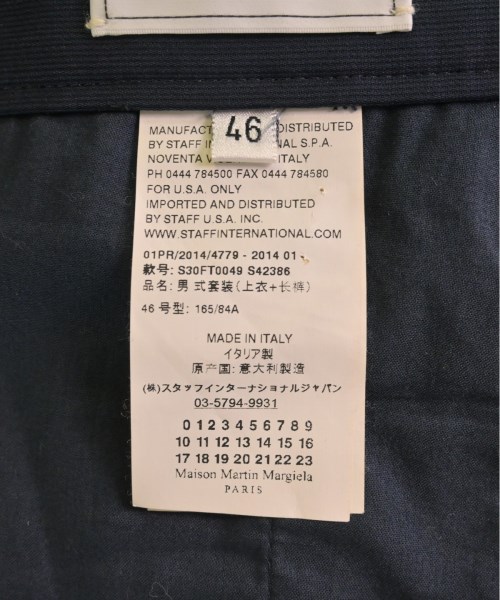 46
MANUFACT DISTRIBUTED
BY STAFF INTERNATIONAL S.P.A.
NOVENTA V ITALY
PH 0444 784500 FAX 0444 784580
FOR U.S.A. ONLY
IMPORTED AND DISTRIBUTED
BY STAFF U.S.A. INC.
WWW.STAFFINTERNATIONAL.COM
01PR/2014/4779 - 2014 01 -
款号: S30FT0049 S42386
品名: 男 式套装(上衣+长裤)
46 号型: 165/84A
MADE IN ITALY
イタリア製
原产国: 意大利製造
(株)スタッフインターナショナルジャパン
03-5794-9931
0 1 2 3 4 5 6 7 8 9
10 11 12 13 14 15 16
17 18 19 20 21 22 23
Maison Martin Margiela
PARIS